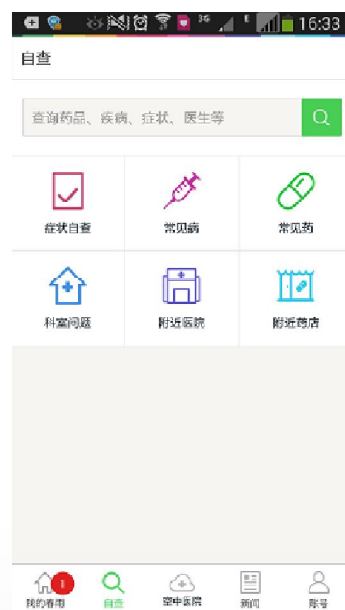 3G E 16:33
自查
查询药品、疾病、症状、医生等
症状自查 常见病 常见药
科室问题 附近医院 附近药店
1
我的春雨 自查 空中医院 新闻 账号